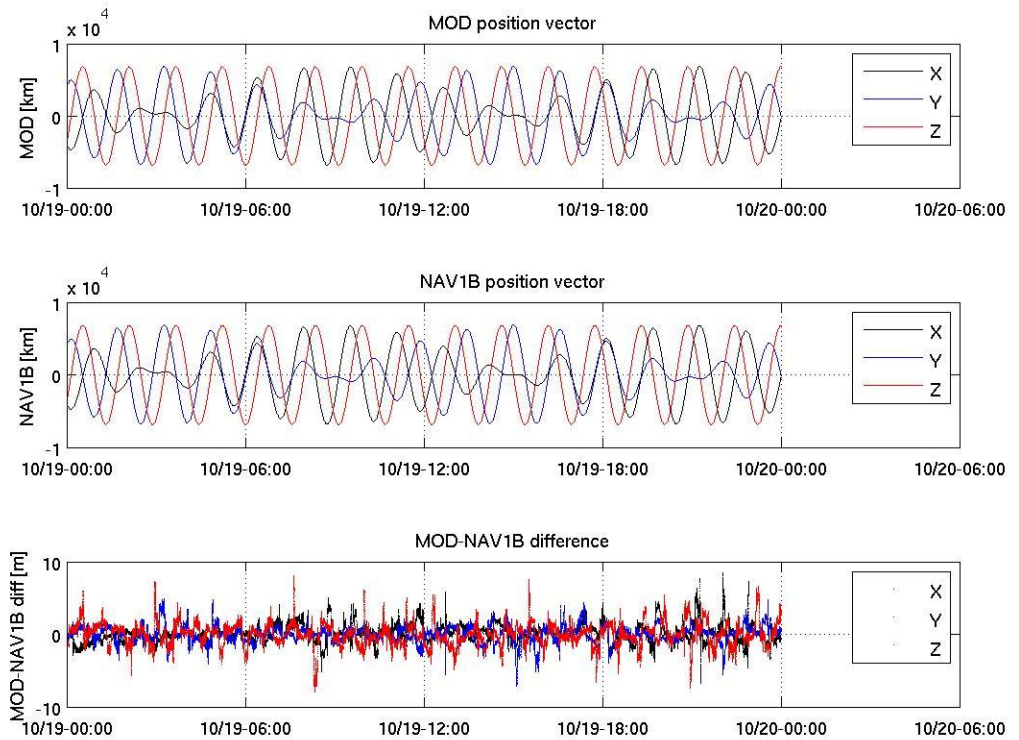 x 10 4
MOD position vector
1
0
-1
MOD [km]
X
Y
Z
10/19-00:00 10/19-06:00 10/19-12:00 10/19-18:00 10/20-00:00 10/20-06:00
x 10 4
NAV1B position vector
1
0
-1
NAV1B [km]
X
Y
Z
10/19-00:00 10/19-06:00 10/19-12:00 10/19-18:00 10/20-00:00 10/20-06:00
MOD-NAV1B difference
10
0
-10
MOD-NAV1B diff [m]
X
Y
Z
10/19-00:00 10/19-06:00 10/19-12:00 10/19-18:00 10/20-00:00 10/20-06:00